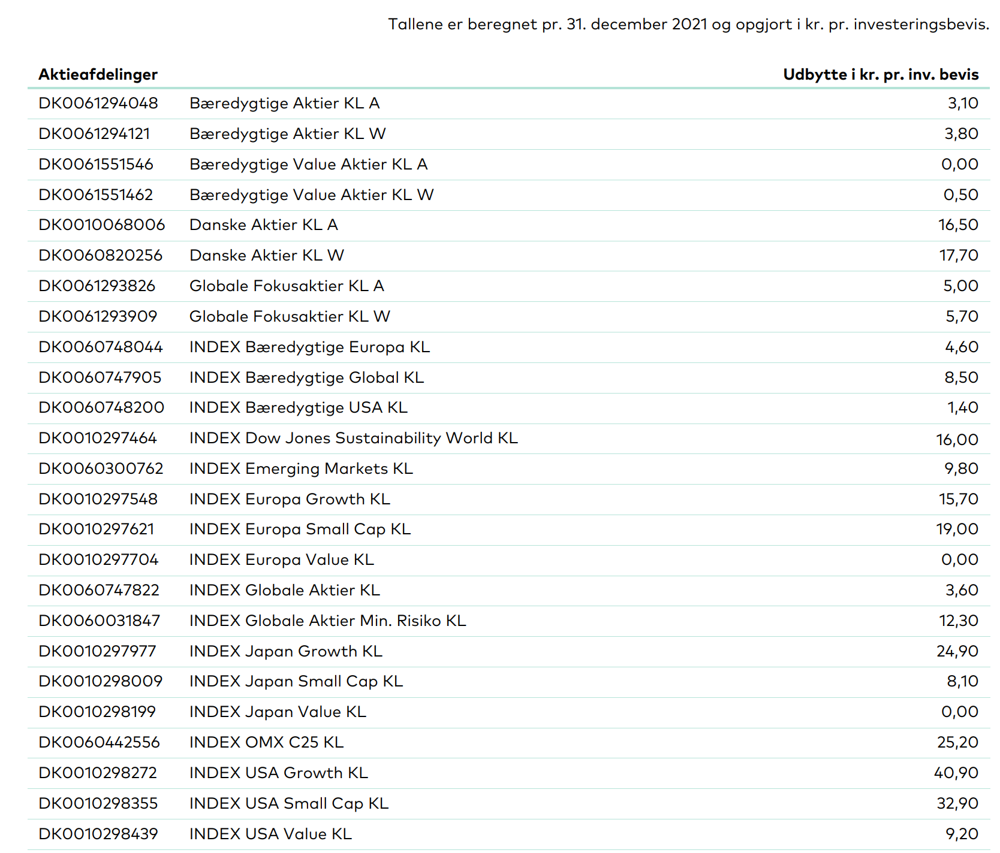 Tallene er beregnet pr. 31. december 2021 og opgjort i kr. pr. investeringsbevis.
Aktieafdelinger Udbytte i kr. pr. inv. bevis
DK0061294048 Bæredygtige Aktier KL A 3,10
DK0061294121 Bæredygtige Aktier KL W 3,80
DK0061551546 Bæredygtige Value Aktier KL A 0,00
DK0061551462 Bæredygtige Value Aktier KL W 0,50
DK0010068006 Danske Aktier KL A 16,50
DK0060820256 Danske Aktier KL W 17,70
DK0061293826 Globale Fokusaktier KL A 5,00
DK0061293909 Globale Fokusaktier KL W 5,70
DK0060748044 INDEX Bæredygtige Europa KL 4,60
DK0060747905 INDEX Bæredygtige Global KL 8,50
DK0060748200 INDEX Bæredygtige USA KL 1,40
DK0010297464 INDEX Dow Jones Sustainability World KL 16,00
DK0060300762 INDEX Emerging Markets KL 9,80
DK0010297548 INDEX Europa Growth KL 15,70
DK0010297621 INDEX Europa Small Cap KL 19,00
DK0010297704 INDEX Europa Value KL 0,00
DK0060747822 INDEX Globale Aktier KL 3,60
DK0060031847 INDEX Globale Aktier Min. Risiko KL 12,30
DK0010297977 INDEX Japan Growth KL 24,90
DK0010298009 INDEX Japan Small Cap KL 8,10
DK0010298199 INDEX Japan Value KL 0,00
DK0060442556 INDEX OMX C25 KL 25,20
DK0010298272 INDEX USA Growth KL 40,90
DK0010298355 INDEX USA Small Cap KL 32,90
DK0010298439 INDEX USA Value KL 9,20